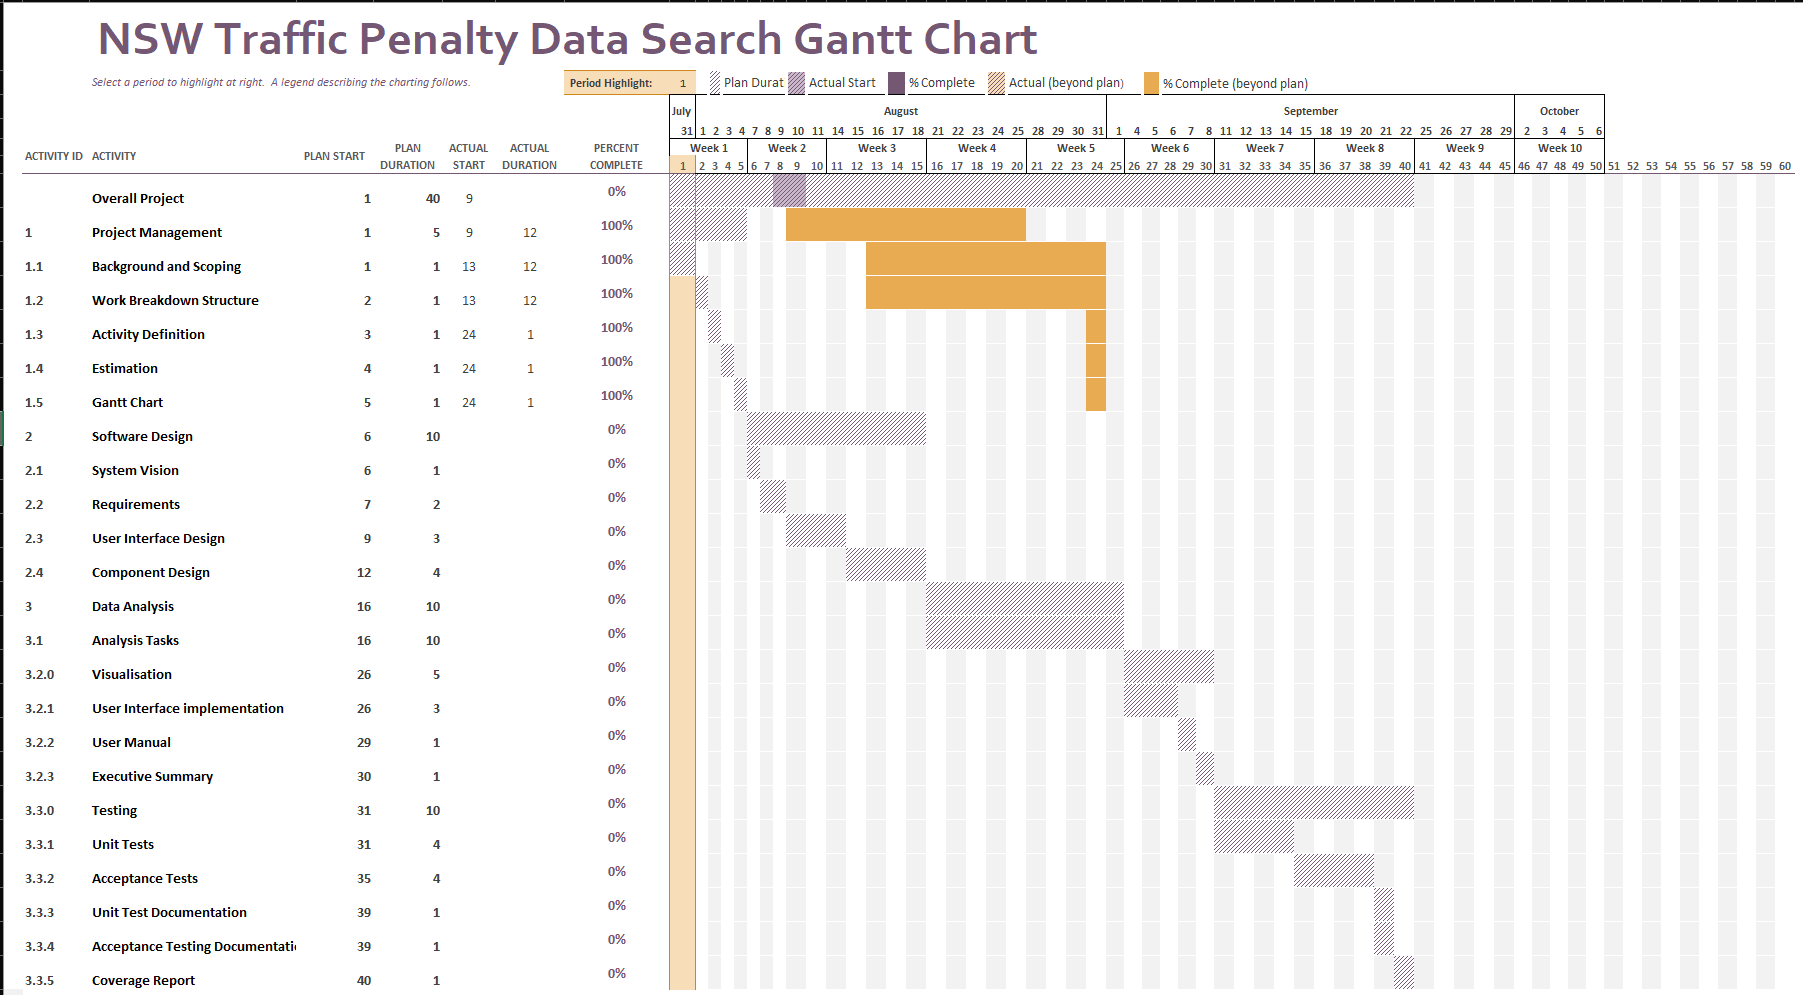 NSW Traffic Penalty Data Search Gantt Chart
Select a period to highlight at right.  A legend describing the charting follows.
Period Highlight: 1
Plan Durat
Actual Start
% Complete
Actual (beyond plan)
% Complete (beyond plan)
July August September October
31 1 2 3 4 7 8 9 10 11 14 15 16 17 18 21 22 23 24 25 28 29 30 31 1 4 5 6 7 8 11 12 13 14 15 18 19 20 21 22 25 26 27 28 29 2 3 4 5 6
Week 1 Week 2 Week 3 Week 4 Week 5 Week 6 Week 7 Week 8 Week 9 Week 10
ACTIVITY ID ACTIVITY PLAN START PLAN DURATION ACTUAL START ACTUAL DURATION PERCENT COMPLETE
1 2 3 4 5 6 7 8 9 10 11 12 13 14 15 16 17 18 19 20 21 22 23 24 25 26 27 28 29 30 31 32 33 34 35 36 37 38 39 40 41 42 43 44 45 46 47 48 49 50 51 52 53 54 55 56 57 58 59 60
Overall Project 1 40 9 0%
1 Project Management 1 5 9 12 100%
1.1 Background and Scoping 1 1 13 12 100%
1.2 Work Breakdown Structure 2 1 13 12 100%
1.3 Activity Definition 3 1 24 1 100%
1.4 Estimation 4 1 24 1 100%
1.5 Gantt Chart 5 1 24 1 100%
2 Software Design 6 10 0%
2.1 System Vision 6 1 0%
2.2 Requirements 7 2 0%
2.3 User Interface Design 9 3 0%
2.4 Component Design 12 4 0%
3 Data Analysis 16 10 0%
3.1 Analysis Tasks 16 10 0%
3.2.0 Visualisation 26 5 0%
3.2.1 User Interface implementation 26 3 0%
3.2.2 User Manual 29 1 0%
3.2.3 Executive Summary 30 1 0%
3.3.0 Testing 31 10 0%
3.3.1 Unit Tests 31 4 0%
3.3.2 Acceptance Tests 35 4 0%
3.3.3 Unit Test Documentation 39 1 0%
3.3.4 Acceptance Testing Documentati 39 1 0%
3.3.5 Coverage Report 40 1 0%